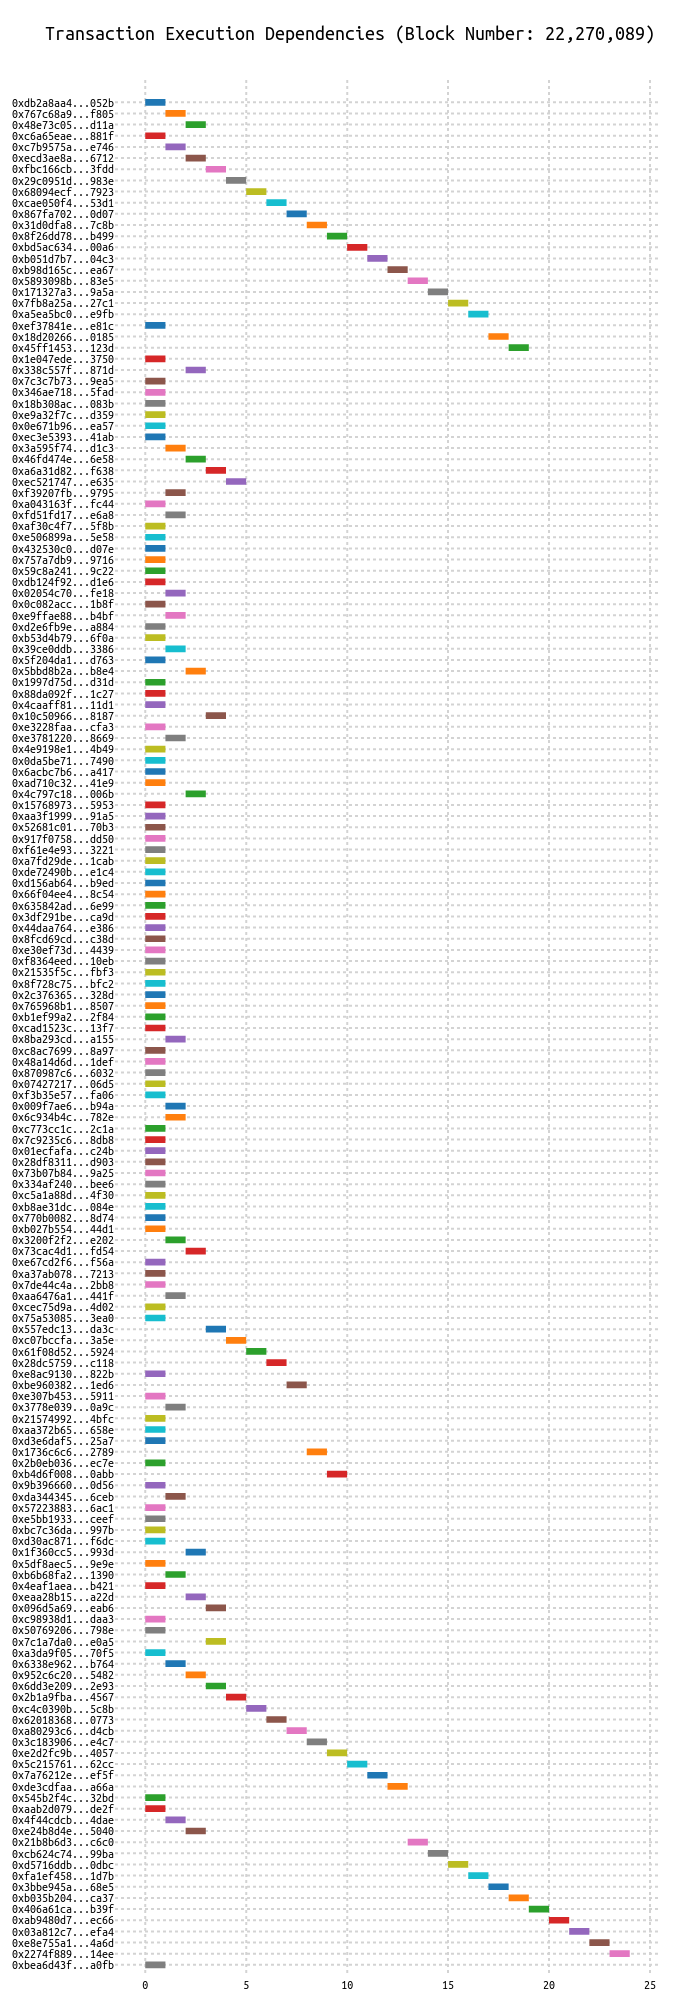 Transaction Execution Dependencies (Block Number: 22,270,089)
0xdb2a8aa4...052b
0x767c68a9...f805
0x48e73c05...d11a
0xc6a65eae...881f
0xc7b9575a...e746
0xecd3ae8a...6712
0xfbc166cb...3fdd
0x29c0951d...983e
0x68094ecf...7923
0xcae050f4...53d1
0x867fa702...0d07
0x31d0dfa8...7c8b
0x8f26dd78...b499
0xbd5ac634...00a6
0xb051d7b7...04c3
0xb98d165c...ea67
0x5893098b...83e5
0x171327a3...9a5a
0x7fb8a25a...27c1
0xa5ea5bc0...e9fb
0xef37841e...e81c
0x18d20266...0185
0x45ff1453...123d
0x1e047ede...3750
0x338c557f...871d
0x7c3c7b73...9ea5
0x346ae718...5fad
0x18b308ac...083b
0xe9a32f7c...d359
0x0e671b96...ea57
0xec3e5393...41ab
0x3a595f74...d1c3
0x46fd474e...6e58
0xa6a31d82...f638
0xec521747...e635
0xf39207fb...9795
0xa043163f...fc44
0xfd51fd17...e6a8
0xaf30c4f7...5f8b
0xe506899a...5e58
0x432530c0...d07e
0x757a7db9...9716
0x59c8a241...9c22
0xdb124f92...d1e6
0x02054c70...fe18
0x0c082acc...1b8f
0xe9ffae88...b4bf
0xd2e6fb9e...a884
0xb53d4b79...6f0a
0x39ce0ddb...3386
0x5f204da1...d763
0x5bbd8b2a...b8e4
0x1997d75d...d31d
0x88da092f...1c27
0x4caaff81...11d1
0x10c50966...8187
0xe3228faa...cfa3
0xe3781220...8669
0x4e9198e1...4b49
0x0da5be71...7490
0x6acbc7b6...a417
0xad710c32...41e9
0x4c797c18...006b
0x15768973...5953
0xaa3f1999...91a5
0x52681c01...70b3
0x917f0758...dd50
0xf61e4e93...3221
0xa7fd29de...1cab
0xde72490b...e1c4
0xd156ab64...b9ed
0x66f04ee4...8c54
0x635842ad...6e99
0x3df291be...ca9d
0x44daa764...e386
0x8fcd69cd...c38d
0xe30ef73d...4439
0xf8364eed...10eb
0x21535f5c...fbf3
0x8f728c75...bfc2
0x2c376365...328d
0x765968b1...8507
0xb1ef99a2...2f84
0xcad1523c...13f7
0x8ba293cd...a155
0xc8ac7699...8a97
0x48a14d6d...1def
0x870987c6...6032
0x07427217...06d5
0xf3b35e57...fa06
0x009f7ae6...b94a
0x6c934b4c...782e
0xc773cc1c...2c1a
0x7c9235c6...8db8
0x01ecfafa...c24b
0x28df8311...d903
0x73b07b84...9a25
0x334af240...bee6
0xc5a1a88d...4f30
0xb8ae31dc...084e
0x770b0082...8d74
0xb027b554...44d1
0x3200f2f2...e202
0x73cac4d1...fd54
0xe67cd2f6...f56a
0xa37ab078...7213
0x7de44c4a...2bb8
0xaa6476a1...441f
0xcec75d9a...4d02
0x75a53085...3ea0
0x557edc13...da3c
0xc07bccfa...3a5e
0x61f08d52...5924
0x28dc5759...c118
0xe8ac9130...822b
0xbe960382...1ed6
0xe307b453...5911
0x3778e039...0a9c
0x21574992...4bfc
0xaa372b65...658e
0xd3e6daf5...25a7
0x1736c6c6...2789
0x2b0eb036...ec7e
0xb4d6f008...0abb
0x9b396660...0d56
0xda344345...6ceb
0x57223883...6ac1
0xe5bb1933...ceef
0xbc7c36da...997b
0xd30ac871...f6dc
0x1f360cc5...993d
0x5df8aec5...9e9e
0xb6b68fa2...1390
0x4eaf1aea...b421
0xeaa28b15...a22d
0x096d5a69...eab6
0xc98938d1...daa3
0x50769206...798e
0x7c1a7da0...e0a5
0xa3da9f05...70f5
0x6338e962...b764
0x952c6c20...5482
0x6dd3e209...2e93
0x2b1a9fba...4567
0xc4c0390b...5c8b
0x62018368...0773
0xa80293c6...d4cb
0x3c183906...e4c7
0xe2d2fc9b...4057
0x5c215761...62cc
0x7a76212e...ef5f
0xde3cdfaa...a66a
0x545b2f4c...32bd
0xaab2d079...de2f
0x4f44cdcb...4dae
0xe24b8d4e...5040
0x21b8b6d3...c6c0
0xcb624c74...99ba
0xd5716ddb...0dbc
0xfa1ef458...1d7b
0x3bbe945a...68e5
0xb035b204...ca37
0x406a61ca...b39f
0xab9480d7...ec66
0x03a812c7...efa4
0xe8e755a1...4a6d
0x2274f889...14ee
0xbea6d43f...a0fb
0 5 10 15 20 25